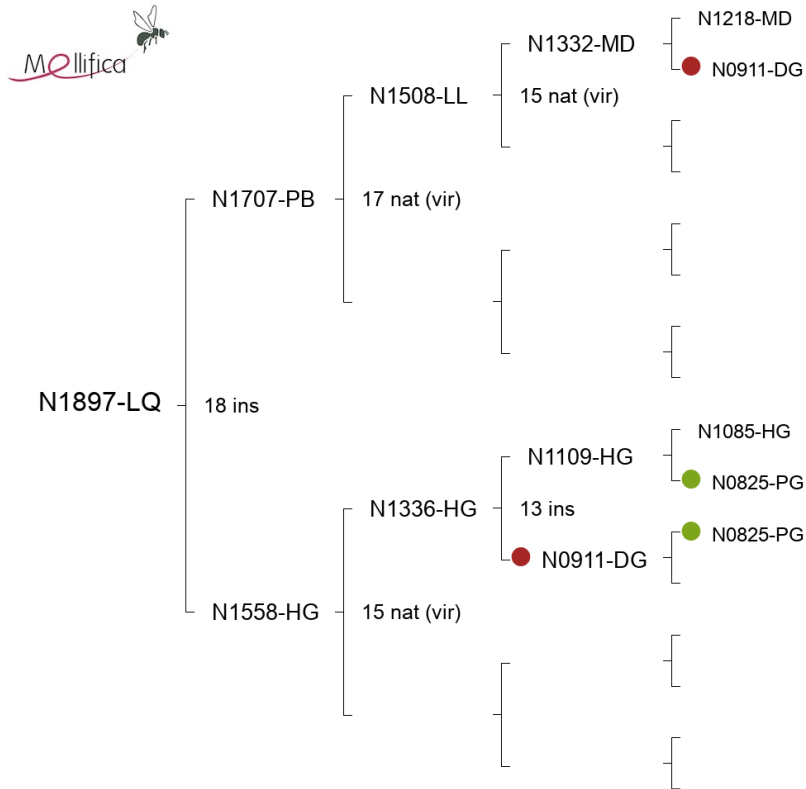 N1218-MD
N1332-MD
Mellifica
N0911-DG
N1508-LL
15 nat (vir)
N1707-PB
17 nat (vir)
N1897-LQ
18 ins
N1085-HG
N1109-HG
N0825-PG
N1336-HG
13 ins
N0825-PG
N0911-DG
N1558-HG
15 nat (vir)